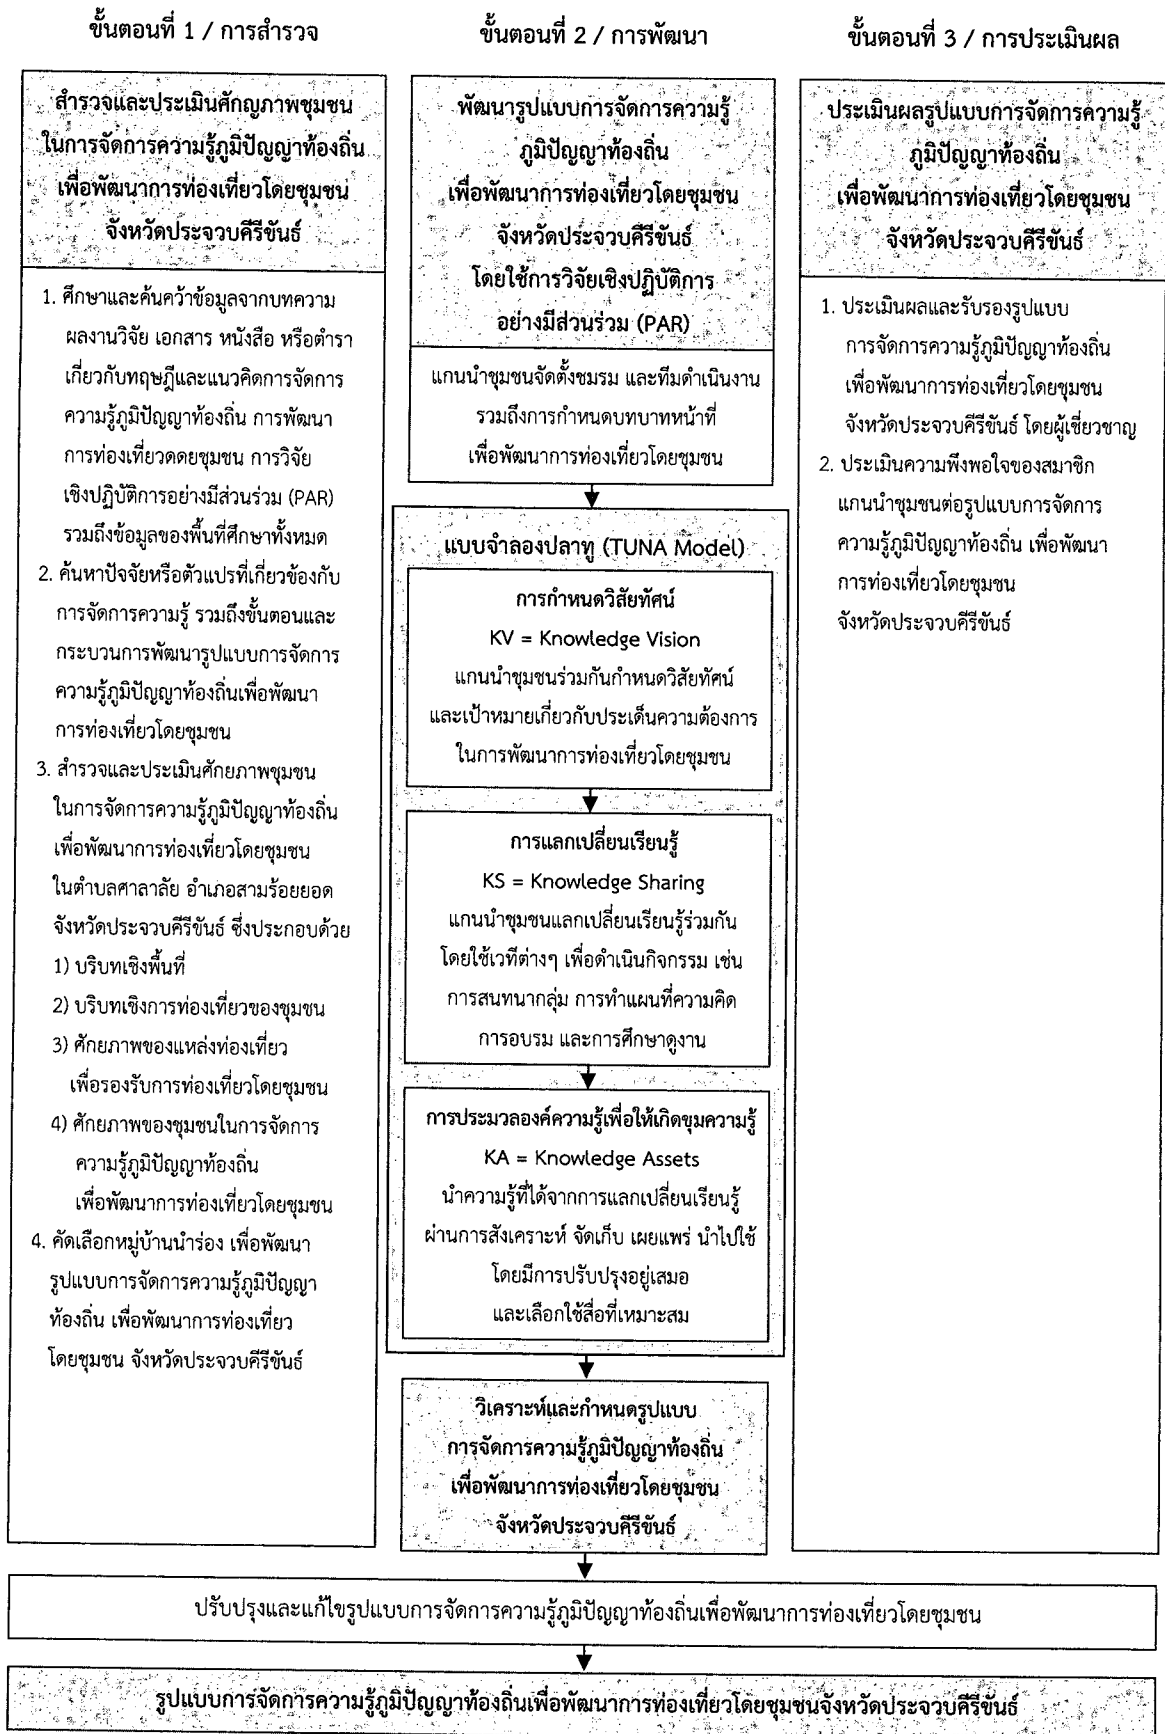 ขั้นตอนที่ 1 / การสำรวจ
สำรวจและประเมินศักญภาพชุมชน
ในการจัดการความรู้ภูมิปัญญาท้องถิ่น
เพื่อพัฒนาการท่องเที่ยวโดยชุมชน
จังหวัดประจวบคีรีขันธ์
1. ศึกษาและค้นคว้าข้อมูลจากบทความ
ผลงานวิจัย เอกสาร หนังสือ หรือตำรา
เกี่ยวกับทฤษฎีและแนวคิดการจัดการ
ความรู้ภูมิปัญญาท้องถิ่น การพัฒนา
การท่องเที่ยวดดยชุมชน การวิจัย
เชิงปฏิบัติการอย่างมีส่วนร่วม (PAR)
รวมถึงข้อมูลของพื้นที่ศึกษาทั้งหมด
2. ค้นหาปัจจัยหรือตัวแปรที่เกี่ยวข้องกับ
การจัดการความรู้ รวมถึงขั้นตอนและ
กระบวนการพัฒนารูปแบบการจัดการ
ความรู้ภูมิปัญญาท้องถิ่นเพื่อพัฒนา
การท่องเที่ยวโดยชุมชน
3. สำรวจและประเมินศักยภาพชุมชน
ในการจัดการความรู้ภูมิปัญญาท้องถิ่น
เพื่อพัฒนาการท่องเที่ยวโดยชุมชน
ในตำบลศาลาลัย อำเภอสามร้อยยอด
จังหวัดประจวบคีรีขันธ์ ซึ่งประกอบด้วย
1) บริบทเชิงพื้นที่
2) บริบทเชิงการท่องเที่ยวของชุมชน
3) ศักยภาพของแหล่งท่องเที่ยว
เพื่อรองรับการท่องเที่ยวโดยชุมชน
4) ศักยภาพของชุมชนในการจัดการ
ความรู้ภูมิปัญญาท้องถิ่น
เพื่อพัฒนาการท่องเที่ยวโดยชุมชน
4. คัดเลือกหมู่บ้านนำร่อง เพื่อพัฒนา
รูปแบบการจัดการความรู้ภูมิปัญญา
ท้องถิ่น เพื่อพัฒนาการท่องเที่ยว
โดยชุมชน จังหวัดประจวบคีรีขันธ์
ขั้นตอนที่ 2 / การพัฒนา
พัฒนารูปแบบการจัดการความรู้
ภูมิปัญญาท้องถิ่น
เพื่อพัฒนาการท่องเที่ยวโดยชุมชน
จังหวัดประจวบคีรีขันธ์
โดยใช้การวิจัยเชิงปฏิบัติการ
อย่างมีส่วนร่วม (PAR)
แกนนำชุมชนจัดตั้งชมรม และทีมดำเนินงาน
รวมถึงการกำหนดบทบาทหน้าที่
เพื่อพัฒนาการท่องเที่ยวโดยชุมชน
แบบจำลองปลาทู (TUNA Model)
การกำหนดวิสัยทัศน์
KV = Knowledge Vision
แกนนำชุมชนร่วมกันกำหนดวิสัยทัศน์
และเป้าหมายเกี่ยวกับประเด็นความต้องการ
ในการพัฒนาการท่องเที่ยวโดยชุมชน
การแลกเปลี่ยนเรียนรู้
KS = Knowledge Sharing
แกนนำชุมชนแลกเปลี่ยนเรียนรู้ร่วมกัน
โดยใช้เวทีต่างๆ เพื่อดำเนินกิจกรรม เช่น
การสนทนากลุ่ม การทำแผนที่ความคิด
การอบรม และการศึกษาดูงาน
การประมวลองค์ความรู้เพื่อให้เกิดขุมความรู้
KA = Knowledge Assets
นำความรู้ที่ได้จากการแลกเปลี่ยนเรียนรู้
ผ่านการสังเคราะห์ จัดเก็บ เผยแพร่ นำไปใช้
โดยมีการปรับปรุงอยู่เสมอ
และเลือกใช้สื่อที่เหมาะสม
วิเคราะห์และกำหนดรูปแบบ
การจัดการความรู้ภูมิปัญญาท้องถิ่น
เพื่อพัฒนาการท่องเที่ยวโดยชุมชน
จังหวัดประจวบคีรีขันธ์
ขั้นตอนที่ 3 / การประเมินผล
ประเมินผลรูปแบบการจัดการความรู้
ภูมิปัญญาท้องถิ่น
เพื่อพัฒนาการท่องเที่ยวโดยชุมชน
จังหวัดประจวบคีรีขันธ์
1. ประเมินผลและรับรองรูปแบบ
การจัดการความรู้ภูมิปัญญาท้องถิ่น
เพื่อพัฒนาการท่องเที่ยวโดยชุมชน
จังหวัดประจวบคีรีขันธ์ โดยผู้เชี่ยวชาญ
2. ประเมินความพึงพอใจของสมาชิก
แกนนำชุมชนต่อรูปแบบการจัดการ
ความรู้ภูมิปัญญาท้องถิ่น เพื่อพัฒนา
การท่องเที่ยวโดยชุมชน
จังหวัดประจวบคีรีขันธ์
ปรับปรุงและแก้ไขรูปแบบการจัดการความรู้ภูมิปัญญาท้องถิ่นเพื่อพัฒนาการท่องเที่ยวโดยชุมชน
รูปแบบการจัดการความรู้ภูมิปัญญาท้องถิ่นเพื่อพัฒนาการท่องเที่ยวโดยชุมชนจังหวัดประจวบคีรีขันธ์